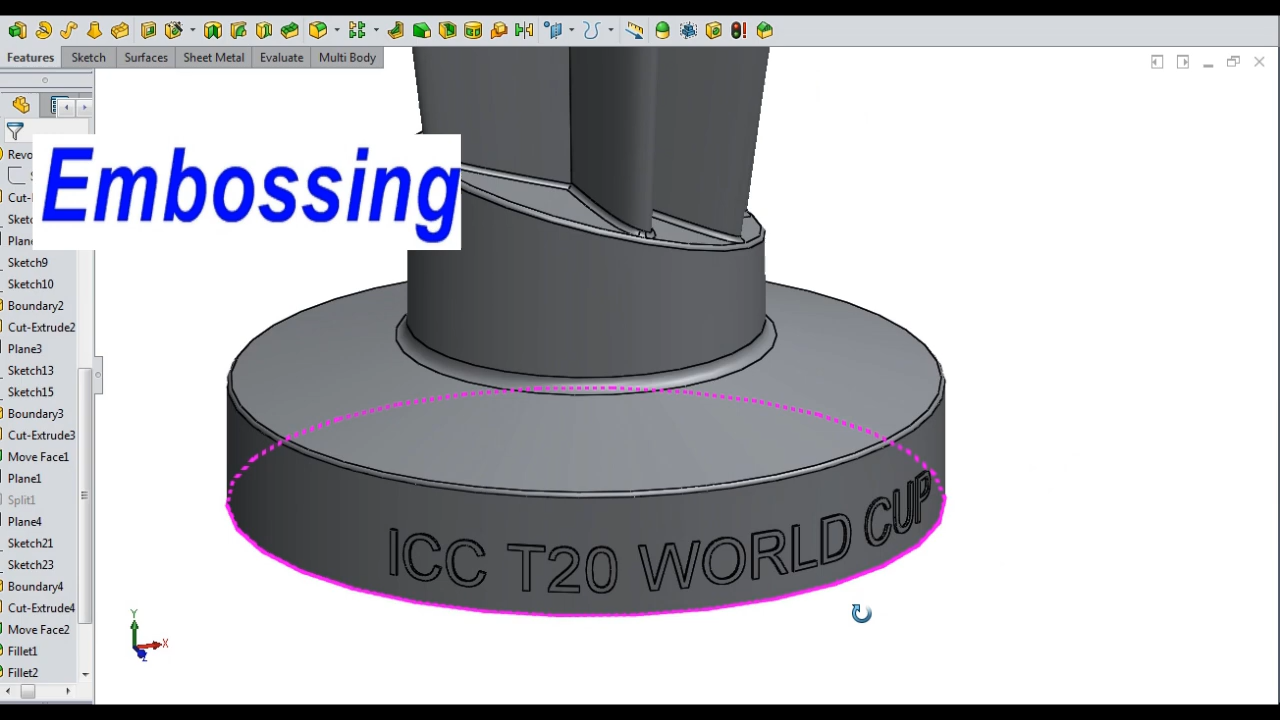 Features Sketch Surfaces Sheet Metal Evaluate Multi Body
Revo
Embossing
Cut-
Sketch9
Sketch10
Boundary2
Cut-Extrude2
Plane3
Sketch13
Sketch15
Boundary3
Cut-Extrude3
Move Face1
Plane1
Split1
Plane4
Sketch21
Sketch23
Boundary4
Cut-Extrude4
Move Face2
Fillet1
Fillet2
ICC T20 WORLD CUP
Y
X
Z